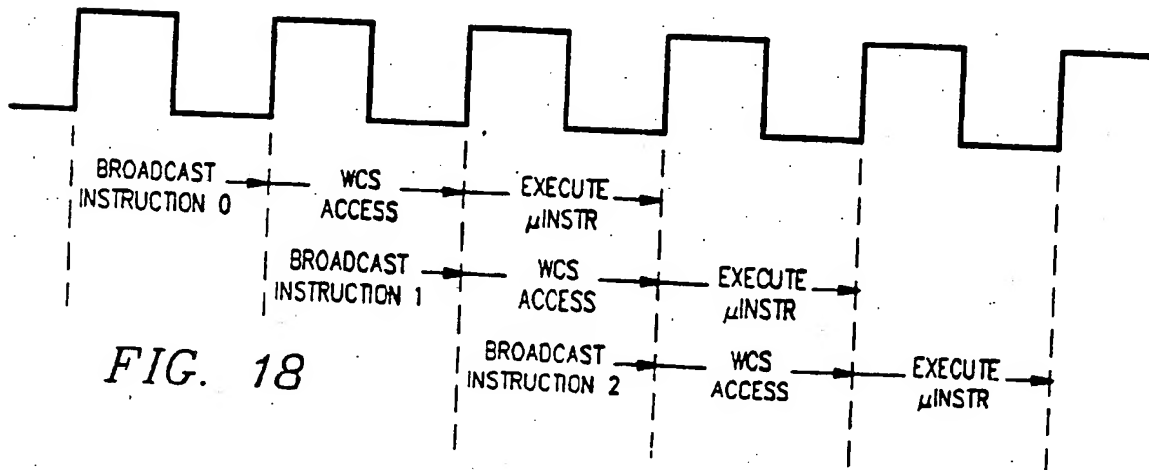 BROADCAST
INSTRUCTION 0
WCS
ACCESS
EXECUTE
μINSTR
BROADCAST
INSTRUCTION 1
WCS
ACCESS
EXECUTE
μINSTR
BROADCAST
INSTRUCTION 2
WCS
ACCESS
EXECUTE
μINSTR
FIG. 18